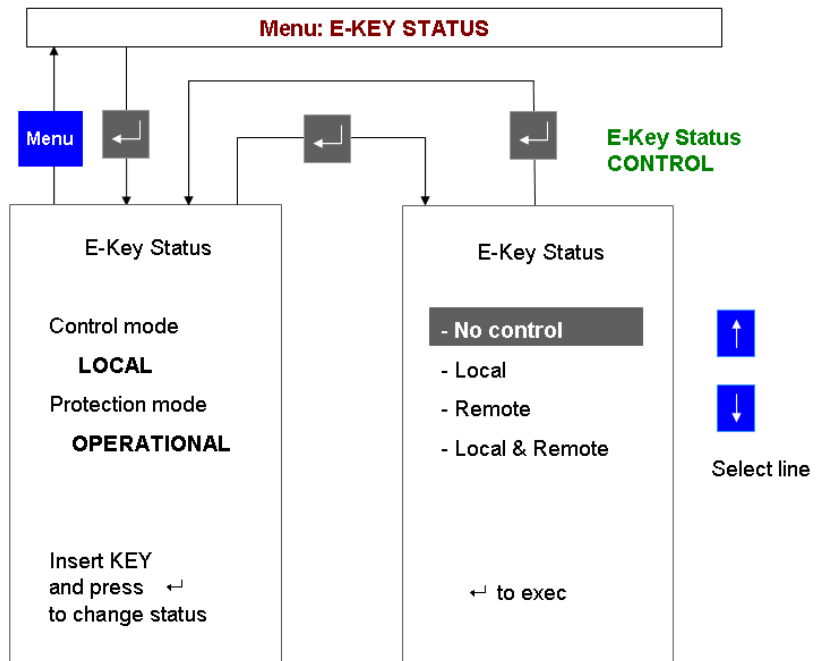 Menu: E-KEY STATUS
Menu
E-Key Status
CONTROL
E-Key Status
Control mode
LOCAL
Protection mode
OPERATIONAL
Insert KEY
and press ↵
to change status
E-Key Status
- No control
- Local
- Remote
- Local & Remote
↵ to exec
Select line